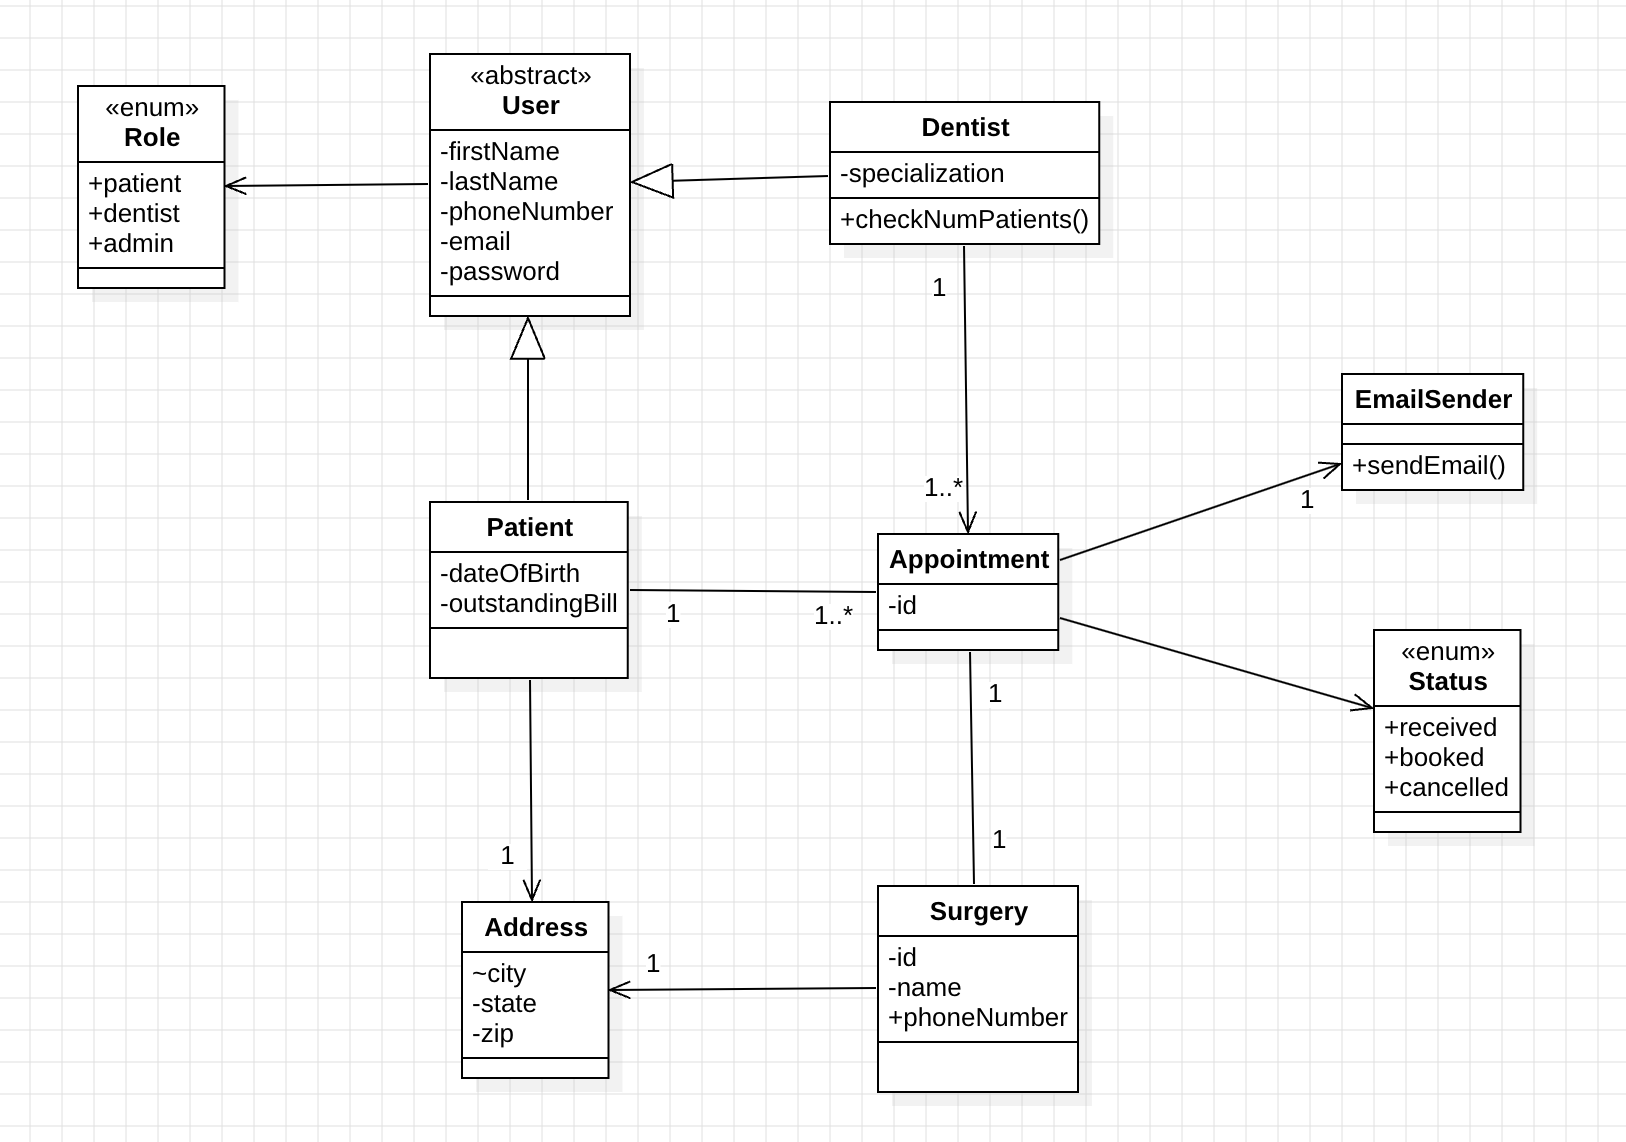 «enum»
Role
+patient
+dentist
+admin
«abstract»
User
-firstName
-lastName
-phoneNumber
-email
-password
Dentist
-specialization
+checkNumPatients()
1
1..*
EmailSender
+sendEmail()
1
Patient
-dateOfBirth
-outstandingBill
1
1..*
Appointment
-id
«enum»
Status
+received
+booked
+cancelled
1
1
1
Address
~city
-state
-zip
1
Surgery
-id
-name
+phoneNumber